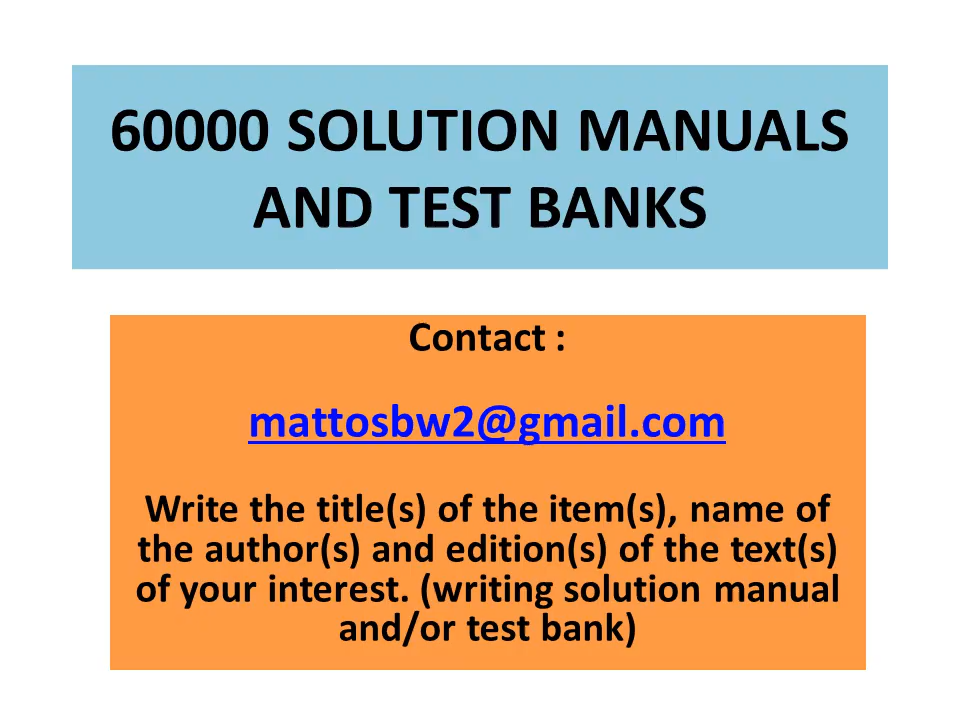 60000 SOLUTION MANUALS
AND TEST BANKS
Contact :
mattosbw2@gmail.com
Write the title(s) of the item(s), name of
the author(s) and edition(s) of the text(s)
of your interest. (writing solution manual
and/or test bank)